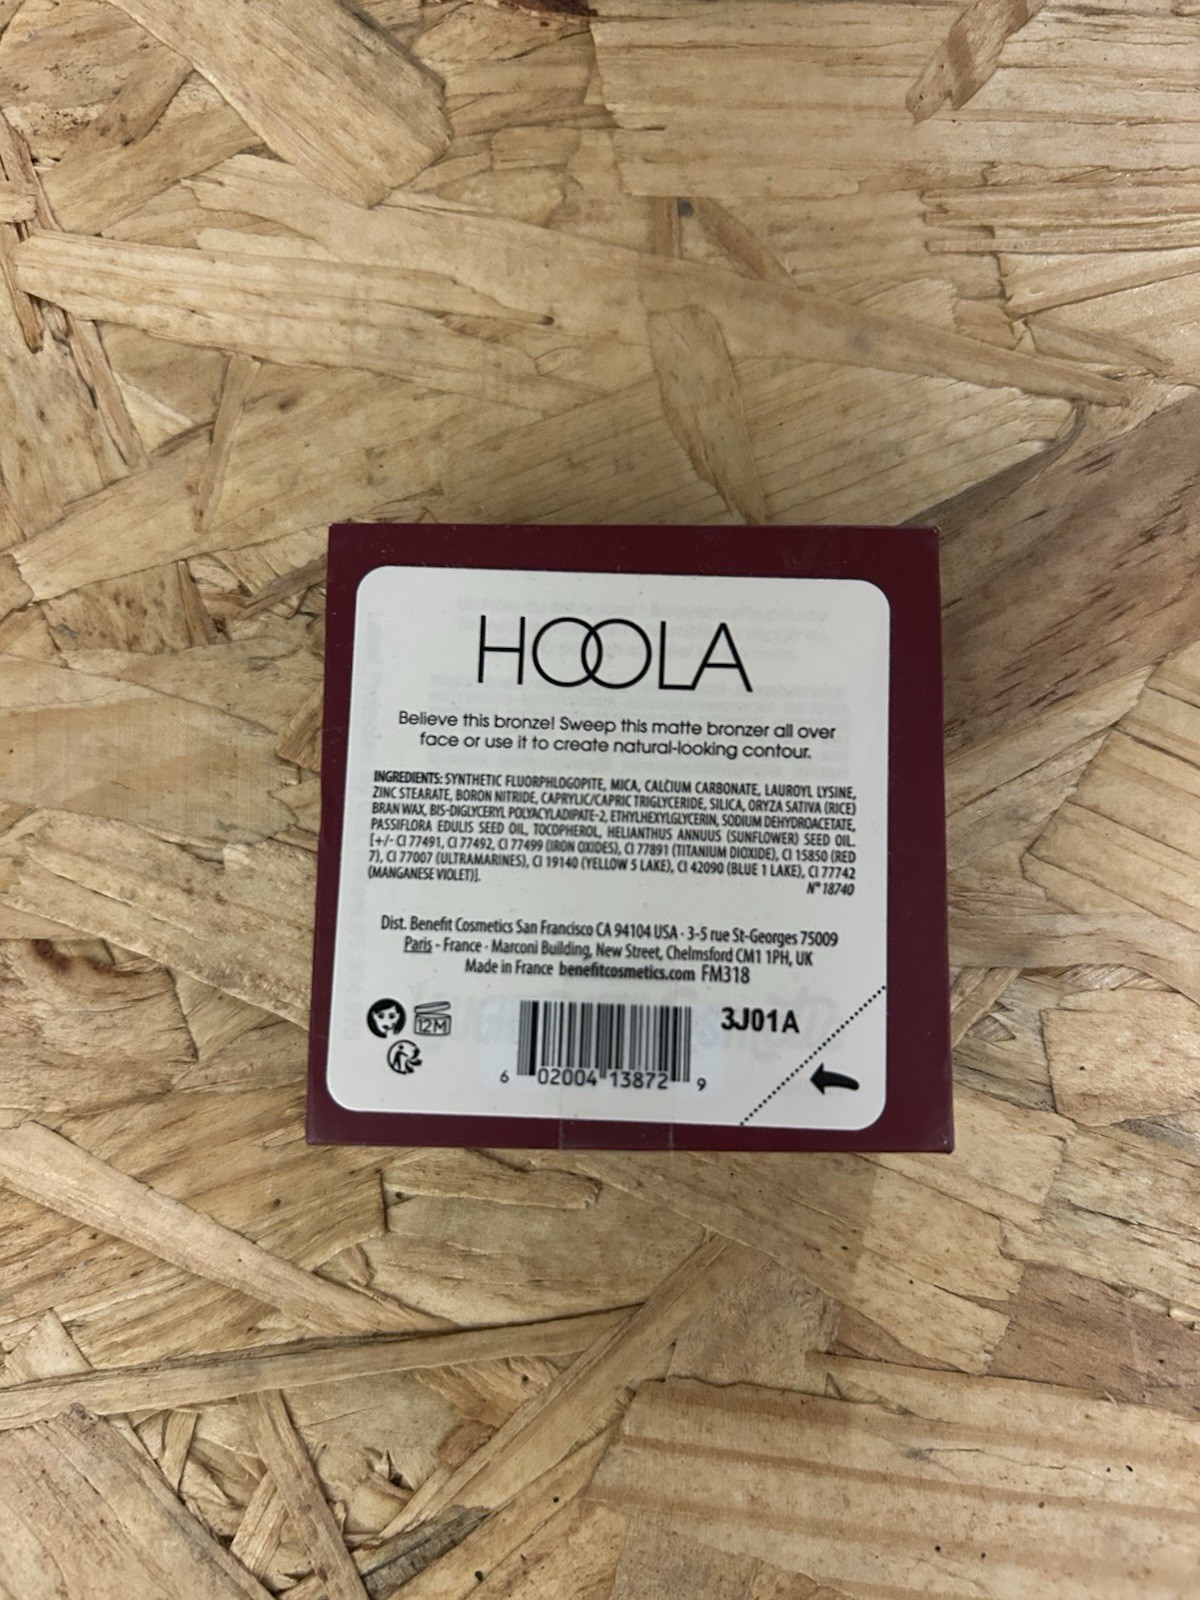 HOOLA
Believe this bronze! Sweep this matte bronzer all over
face or use it to create natural-looking contour.
INGREDIENTS: SYNTHETIC FLUORPHLOGOPITE, MICA, CALCIUM CARBONATE, LAUROYL LYSINE,
ZINC STEARATE, BORON NITRIDE, CAPRYLIC/CAPRIC TRIGLYCERIDE, SILICA, ORYZA SATIVA (RICE)
BRAN WAX, BIS-DIGLYCERYL POLYACYLADIPATE-2, ETHYLHEXYLGLYCERIN, SODIUM DEHYDROACETATE,
PASSIFLORA EDULIS SEED OIL, TOCOPHEROL, HELIANTHUS ANNUUS (SUNFLOWER) SEED OIL.
[+/- CI 77491, CI 77492, CI 77499 (IRON OXIDES), CI 77891 (TITANIUM DIOXIDE), CI 15850 (RED
7), CI 77007 (ULTRAMARINES), CI 19140 (YELLOW 5 LAKE), CI 42090 (BLUE 1 LAKE), CI 77742
(MANGANESE VIOLET)].
N° 18740
Dist. Benefit Cosmetics San Francisco CA 94104 USA · 3-5 rue St-Georges 75009
Paris - France · Marconi Building, New Street, Chelmsford CM1 1PH, UK
Made in France benefitcosmetics.com FM318
12M
3J01A
6 02004 13872 9